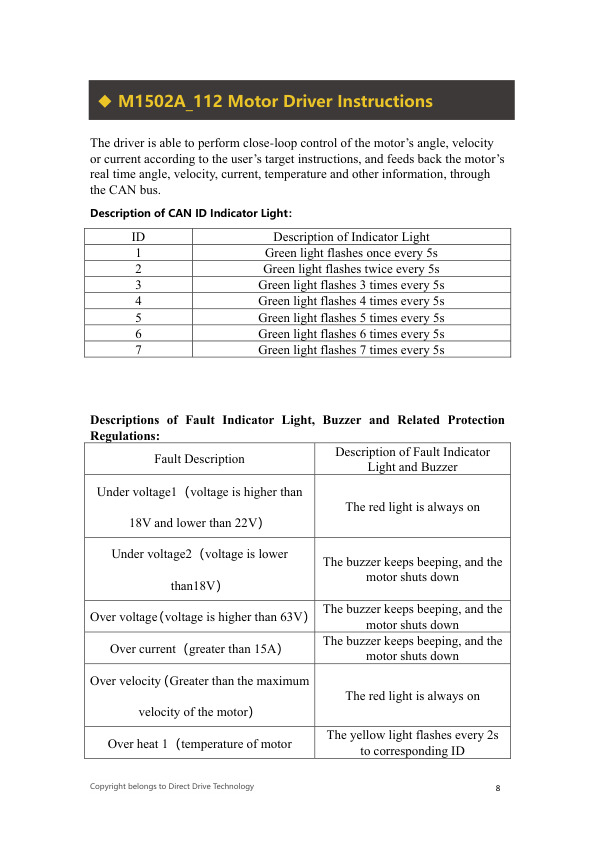 ◆ M1502A_112 Motor Driver Instructions
The driver is able to perform close-loop control of the motor’s angle, velocity
or current according to the user’s target instructions, and feeds back the motor’s
real time angle, velocity, current, temperature and other information, through
the CAN bus.
Description of CAN ID Indicator Light:
ID Description of Indicator Light
1 Green light flashes once every 5s
2 Green light flashes twice every 5s
3 Green light flashes 3 times every 5s
4 Green light flashes 4 times every 5s
5 Green light flashes 5 times every 5s
6 Green light flashes 6 times every 5s
7 Green light flashes 7 times every 5s
Descriptions of Fault Indicator Light, Buzzer and Related Protection
Regulations:
Fault Description
Description of Fault Indicator
Light and Buzzer
Under voltage1（voltage is higher than
18V and lower than 22V）
The red light is always on
Under voltage2（voltage is lower
than18V）
The buzzer keeps beeping, and the
motor shuts down
Over voltage（voltage is higher than 63V）
The buzzer keeps beeping, and the
motor shuts down
Over current（greater than 15A）
The buzzer keeps beeping, and the
motor shuts down
Over velocity（Greater than the maximum
velocity of the motor）
The red light is always on
Over heat 1（temperature of motor
The yellow light flashes every 2s
to corresponding ID
Copyright belongs to Direct Drive Technology
8